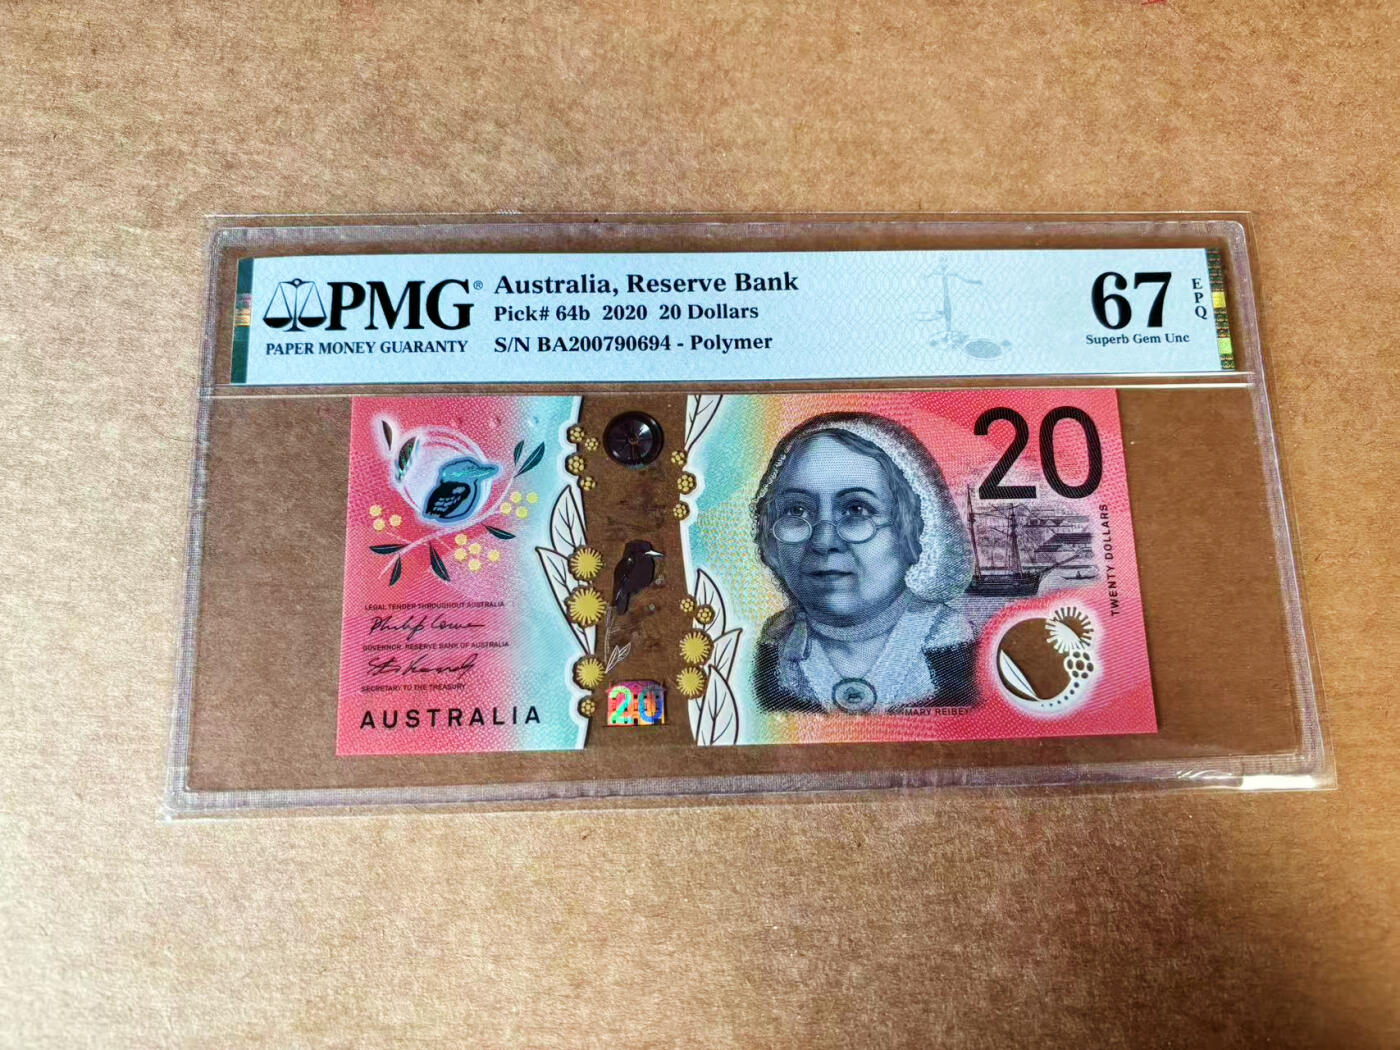 PMG®
PAPER MONEY GUARANTY
Australia, Reserve Bank
Pick# 64b 2020 20 Dollars
S/N BA200790694 - Polymer
67
EPQ
Superb Gem Unc
20
TWENTY DOLLARS
LEGAL TENDER THROUGHOUT AUSTRALIA
Philip Lowe
GOVERNOR, RESERVE BANK OF AUSTRALIA
SECRETARY TO THE TREASURY
AUSTRALIA
20
MARY REIBEY